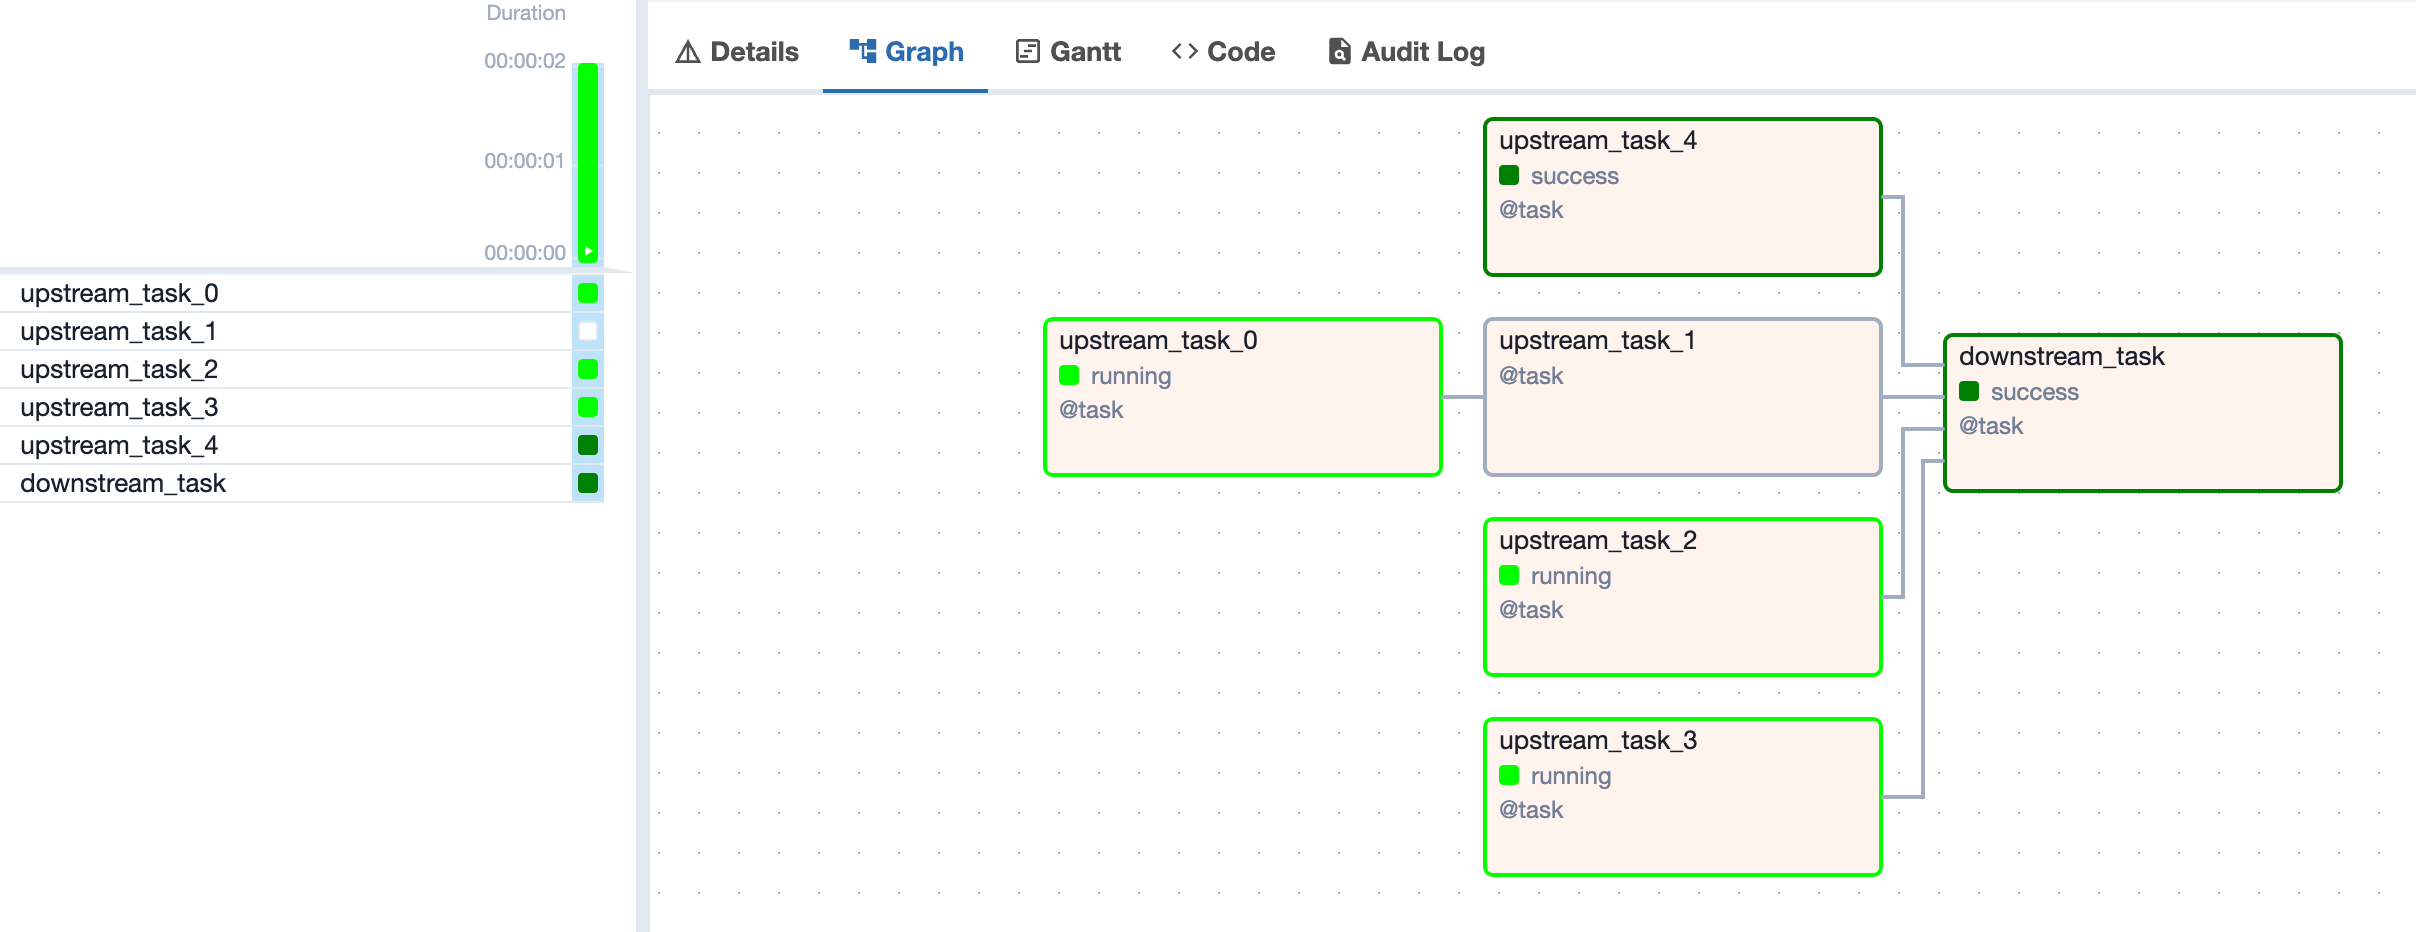 Duration
00:00:02
00:00:01
00:00:00
upstream_task_0
upstream_task_1
upstream_task_2
upstream_task_3
upstream_task_4
downstream_task
Details Graph Gantt Code Audit Log
upstream_task_4
success
@task
upstream_task_0
running
@task
upstream_task_1
@task
downstream_task
success
@task
upstream_task_2
running
@task
upstream_task_3
running
@task